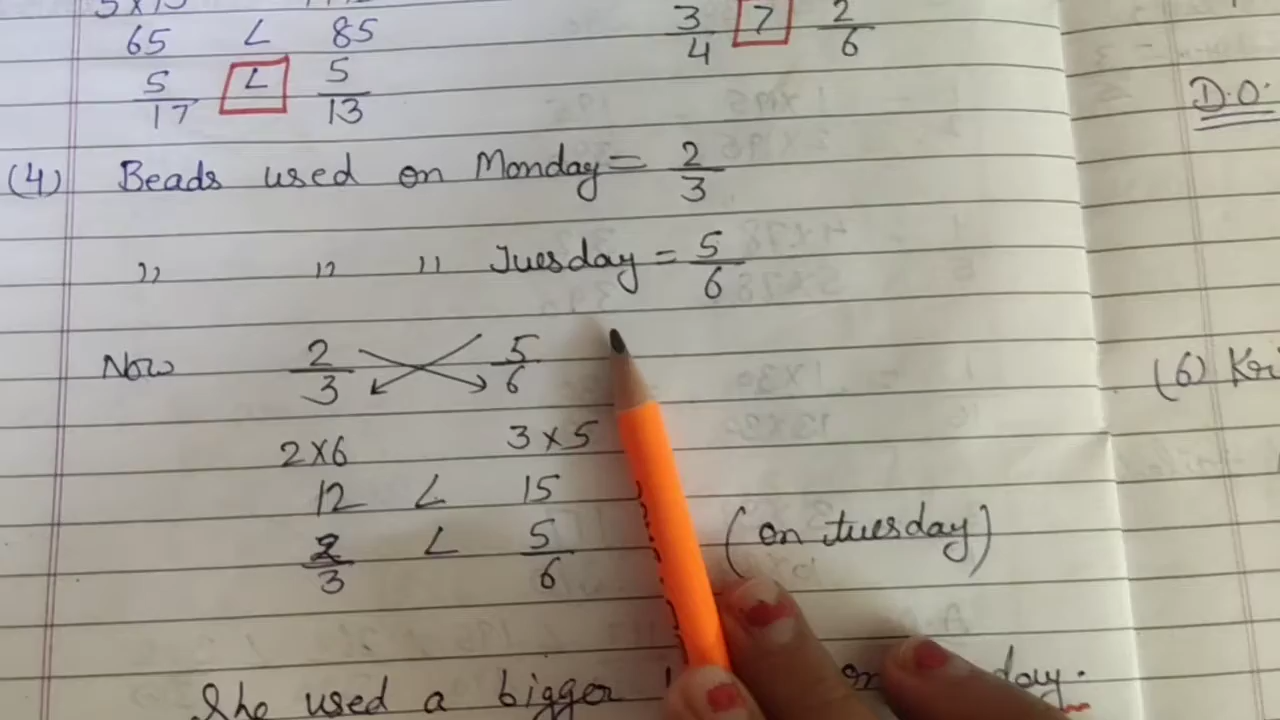 65 < 85
5/17 < 5/13
3/4 > 2/6
D.O.
(4) Beads used on Monday = 2/3
,, ,, ,, Tuesday = 5/6
Now 2/3 5/6
2×6 3×5
12 < 15
2/3 < 5/6 (on tuesday)
(6)
She used a bigger on day.